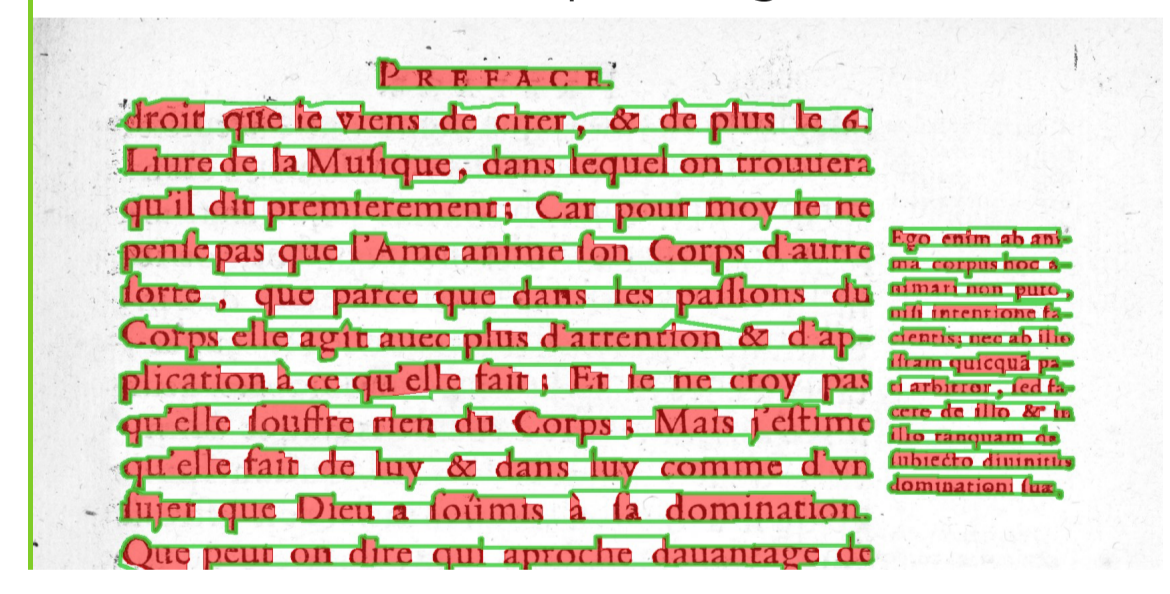 PREFACE.
droit que ie viens de citer, & de plus le 6.
Liure de la Muſique, dans lequel on trouuera
qu'il dit premierement; Car pour moy ie ne
penſe pas que l'Ame anime ſon Corps d'autre
ſorte, que parce que dans les paſſions du
Corps elle agit auec plus d'attention & d'ap-
plication à ce qu'elle fait; Et ie ne croy pas
qu'elle ſouffre rien du Corps; Mais j'eſtime
qu'elle fait de luy & dans luy comme d'vn
ſujet que Dieu a ſoûmis à ſa domination.
Que peut on dire qui aproche dauantage de
Ego enim ab ani-
ma corpus hoc a-
nimari non puto,
niſi intentione fa-
cientis; nec ab illo
iſtam quicquã pa-
ti arbitror, ſed fa-
cere de illo & in
illo tanquam de
ſubiecto diuinitus
dominationi ſuæ,